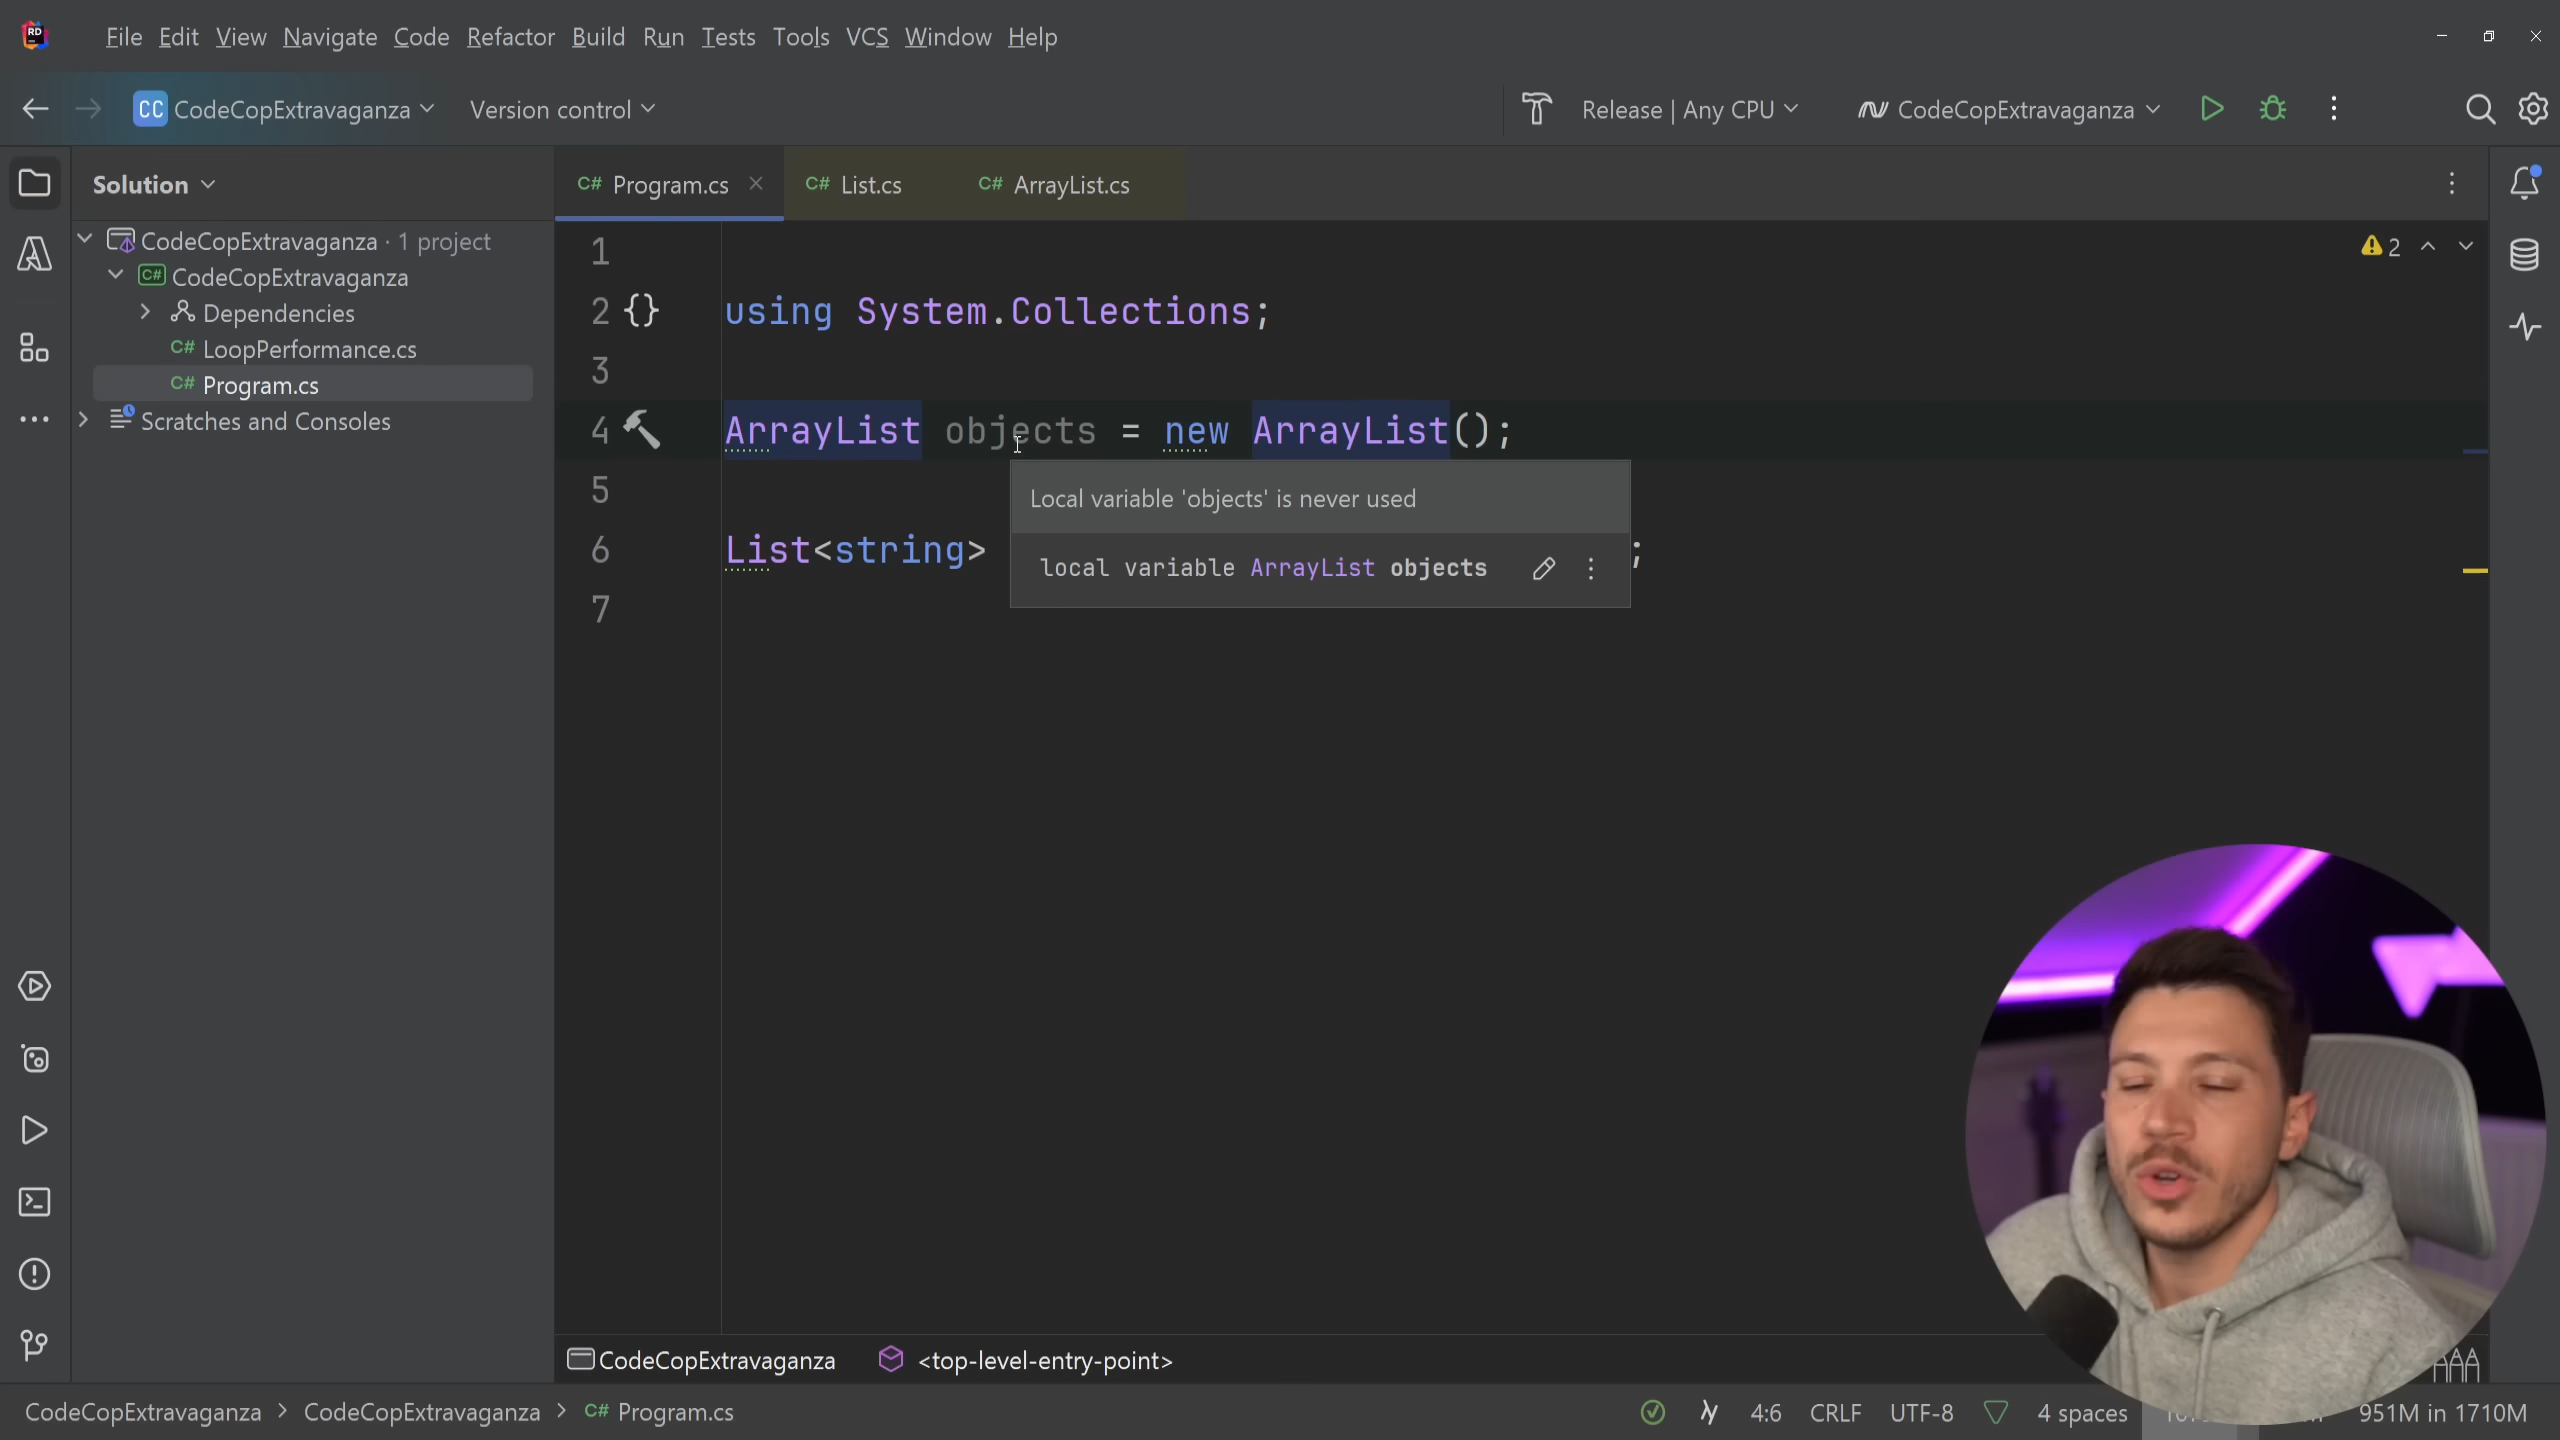 File Edit View Navigate Code Refactor Build Run Tests Tools VCS Window Help
CC CodeCopExtravaganza Version control Release | Any CPU CodeCopExtravaganza
Solution
C# Program.cs C# List.cs C# ArrayList.cs
CodeCopExtravaganza · 1 project
C# CodeCopExtravaganza
Dependencies
C# LoopPerformance.cs
C# Program.cs
Scratches and Consoles
2
1
2 {} using System.Collections;
3
4 ArrayList objects = new ArrayList();
5
6 List<string> ;
7
Local variable 'objects' is never used
local variable ArrayList objects
CodeCopExtravaganza <top-level-entry-point>
CodeCopExtravaganza > CodeCopExtravaganza > C# Program.cs 4:6 CRLF UTF-8 4 spaces 951M in 1710M